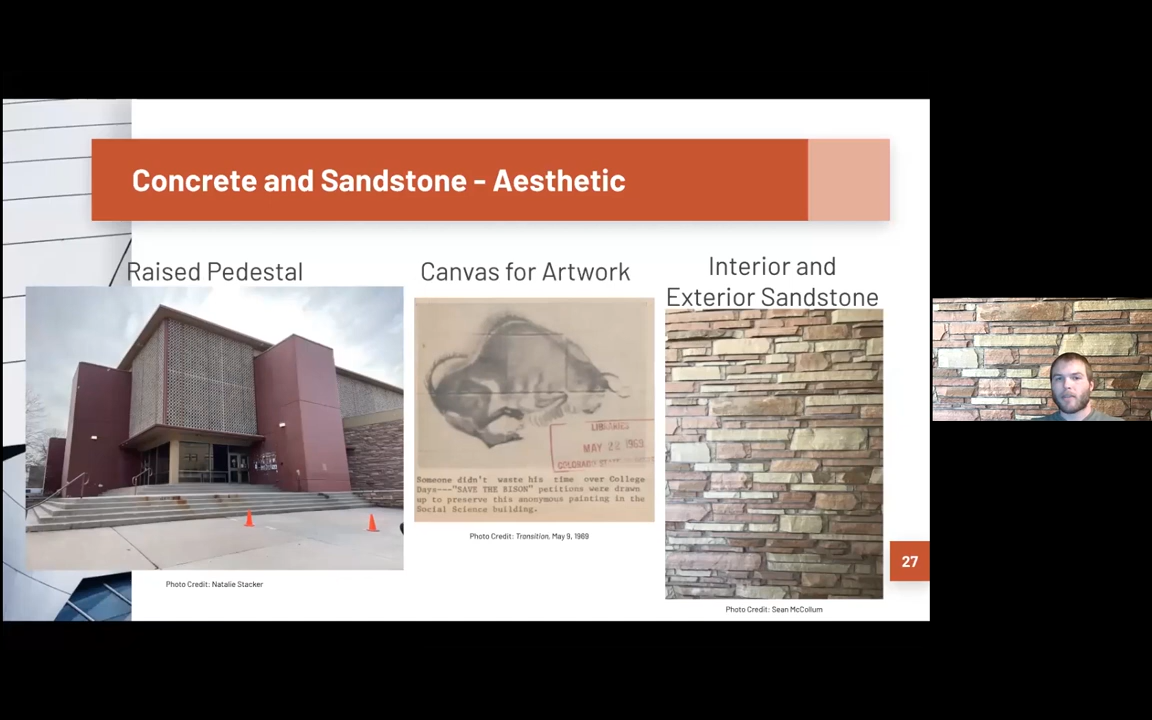 Concrete and Sandstone - Aesthetic
Raised Pedestal
Canvas for Artwork
Interior and
Exterior Sandstone
LIBRARIES
MAY 22 1969
COLORADO STATE
Someone didn't waste his time over College
Days---"SAVE THE BISON" petitions were drawn
up to preserve this anonymous painting in the
Social Science building.
Photo Credit: Transition, May 9, 1969
Photo Credit: Natalie Stacker
Photo Credit: Sean McCollum
27